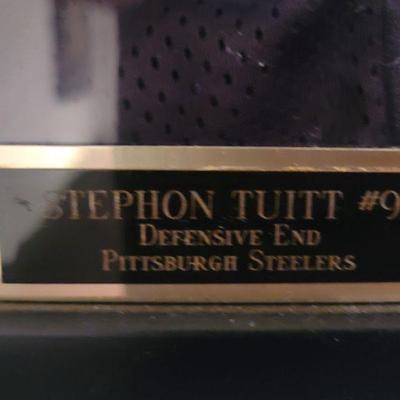 STEPHON TUITT #9
DEFENSIVE END
PITTSBURGH STEELERS